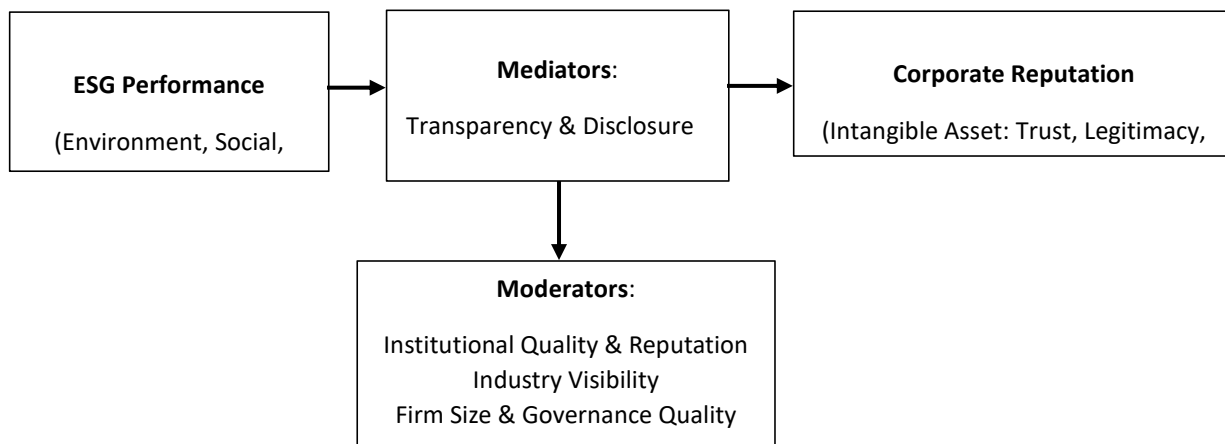 ESG Performance
(Environment, Social,
Mediators:
Transparency & Disclosure
Corporate Reputation
(Intangible Asset: Trust, Legitimacy,
Moderators:
Institutional Quality & Reputation
Industry Visibility
Firm Size & Governance Quality